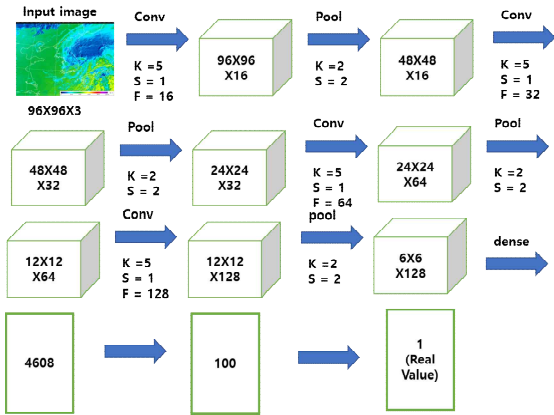 Input image
Conv
K =5
S = 1
F = 16
96X96
X16
Pool
K =2
S = 2
48X48
X16
Conv
K =5
S = 1
F = 32
96X96X3
48X48
X32
Pool
K =2
S = 2
24X24
X32
Conv
K =5
S = 1
F = 64
24X24
X64
Pool
K =2
S = 2
12X12
X64
Conv
K =5
S = 1
F = 128
12X12
X128
pool
K =2
S = 2
6X6
X128
dense
4608
100
1
(Real
Value)